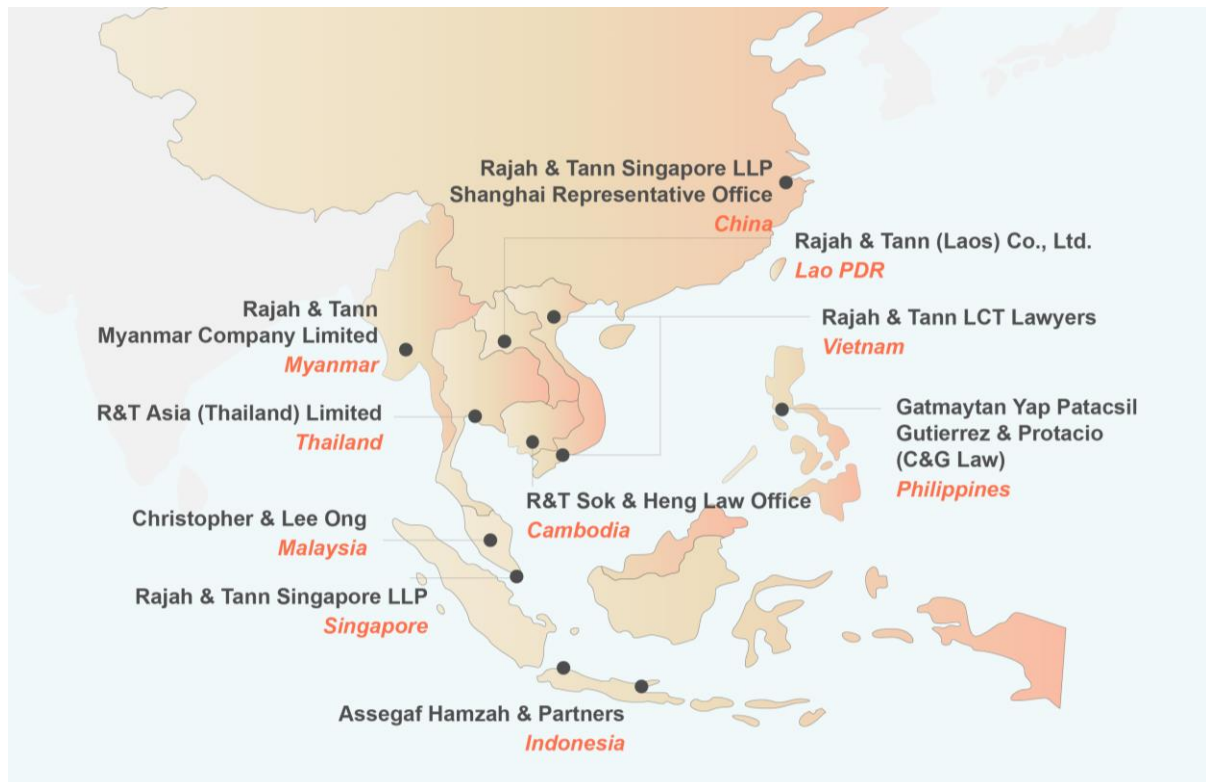 Rajah & Tann Singapore LLP
Shanghai Representative Office
China
Rajah & Tann (Laos) Co., Ltd.
Lao PDR
Rajah & Tann
Myanmar Company Limited
Myanmar
Rajah & Tann LCT Lawyers
Vietnam
R&T Asia (Thailand) Limited
Thailand
Gatmaytan Yap Patacsil
Gutierrez & Protacio
(C&G Law)
Philippines
R&T Sok & Heng Law Office
Cambodia
Christopher & Lee Ong
Malaysia
Rajah & Tann Singapore LLP
Singapore
Assegaf Hamzah & Partners
Indonesia